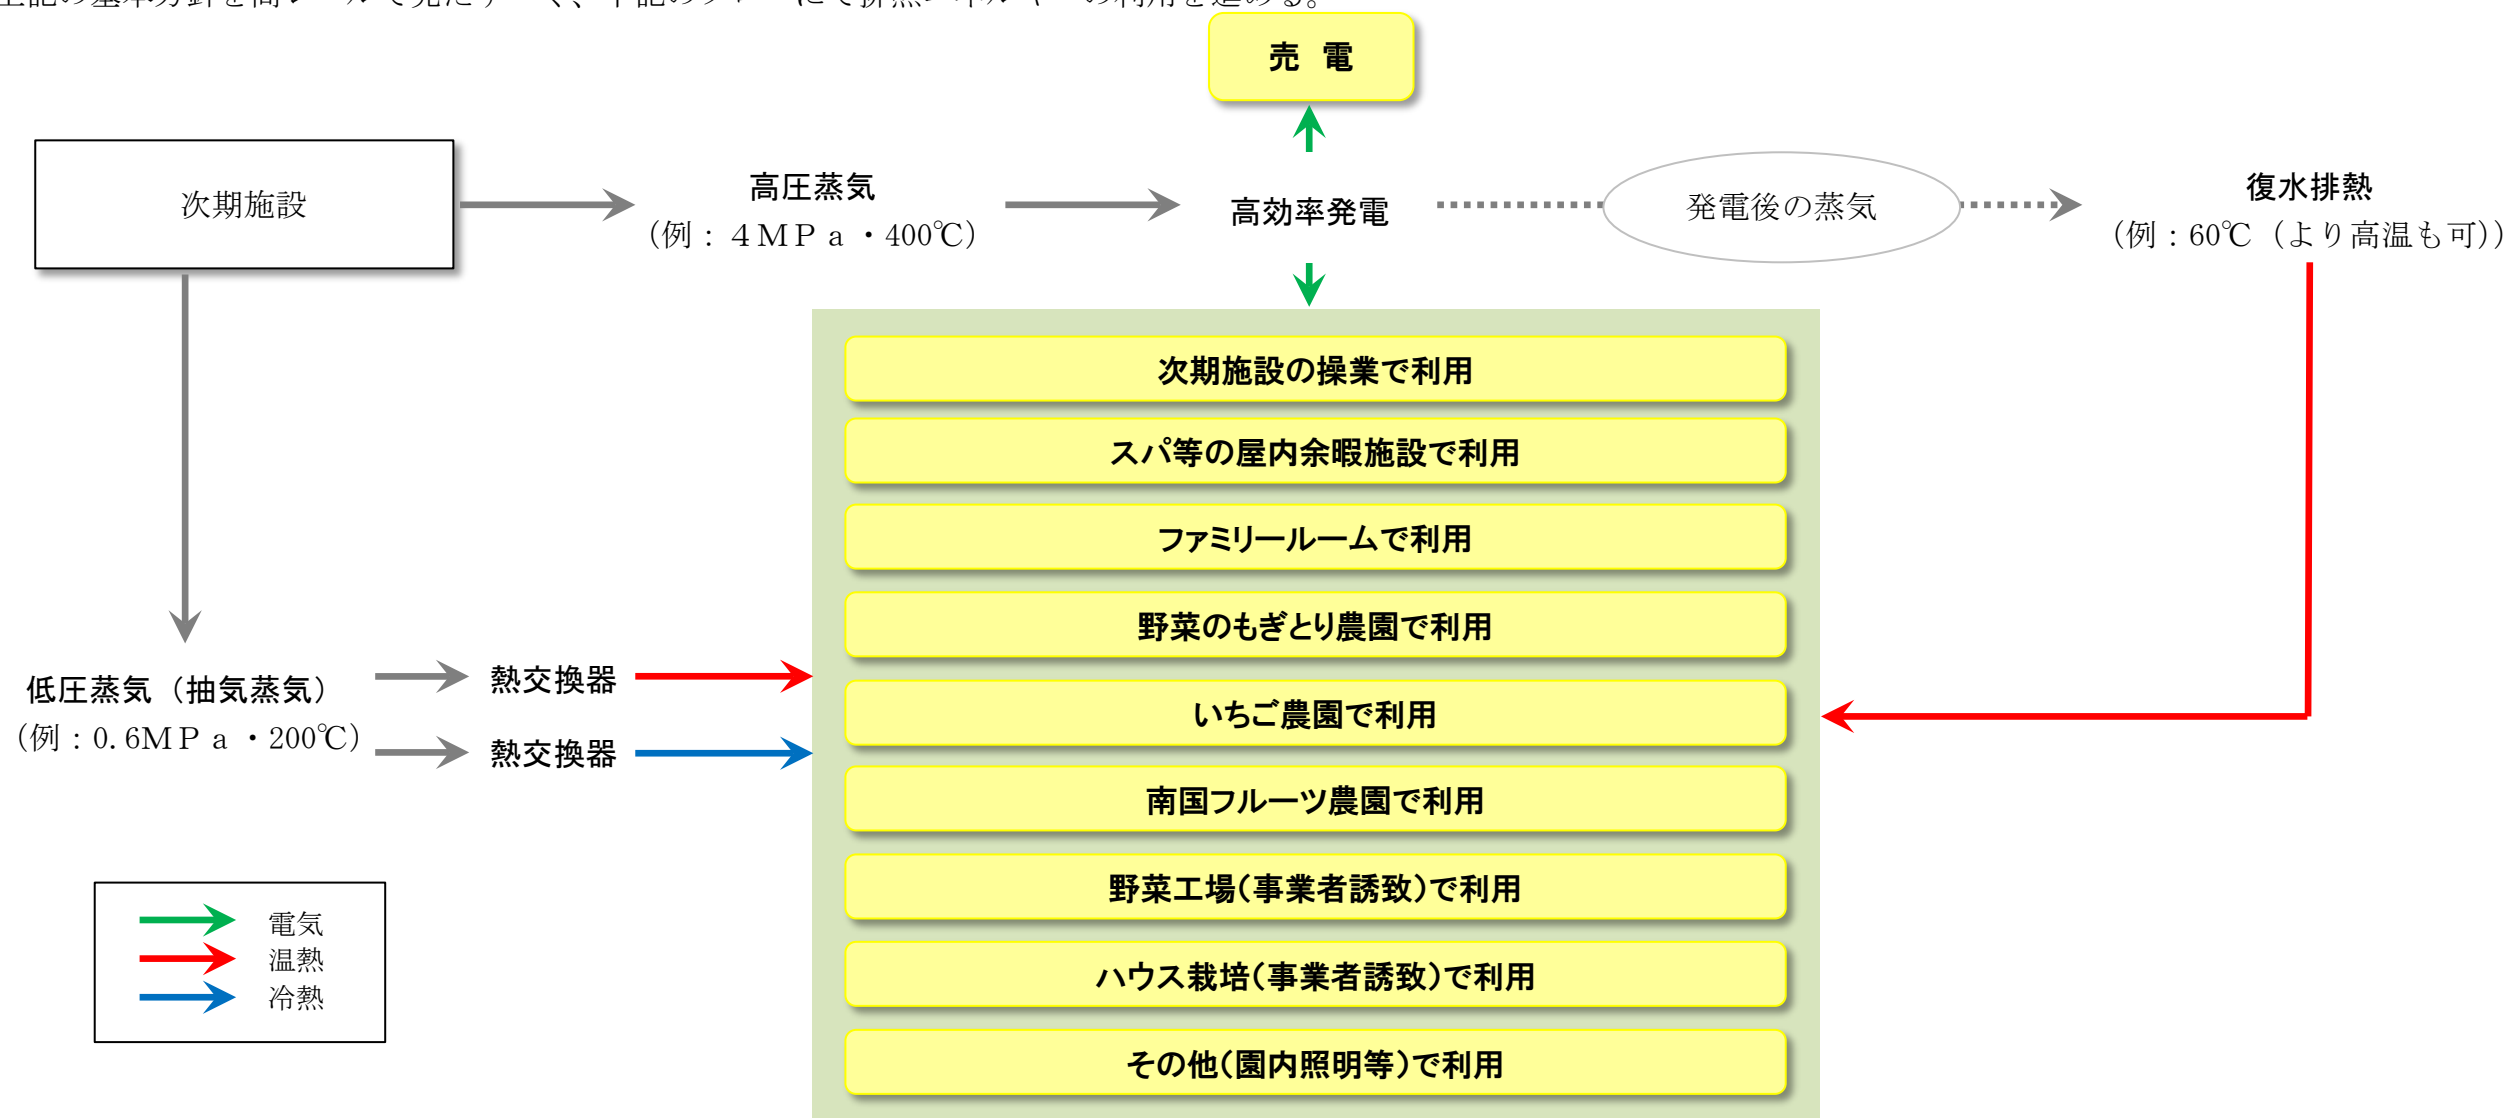 売　電
次期施設
高圧蒸気
（例：４ＭＰａ・400℃）
高効率発電
発電後の蒸気
復水排熱
（例：60℃（より高温も可））
次期施設の操業で利用
スパ等の屋内余暇施設で利用
ファミリールームで利用
野菜のもぎとり農園で利用
いちご農園で利用
南国フルーツ農園で利用
野菜工場（事業者誘致）で利用
ハウス栽培（事業者誘致）で利用
その他（園内照明等）で利用
低圧蒸気（抽気蒸気）
（例：0.6ＭＰａ・200℃）
熱交換器
熱交換器
電気
温熱
冷熱